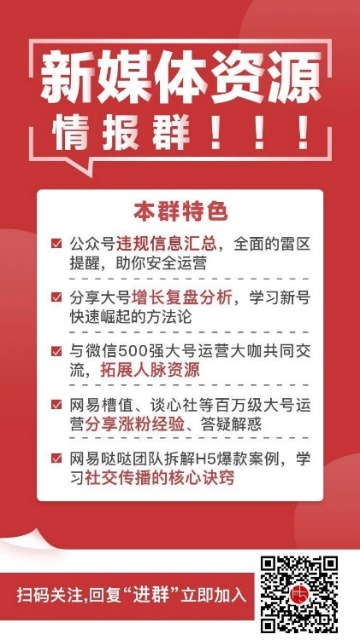 新媒体资源
情报群！！！
本群特色
公众号违规信息汇总，全面的雷区
提醒，助你安全运营
分享大号增长复盘分析，学习新号
快速崛起的方法论
与微信500强大号运营大咖共同交
流，拓展人脉资源
网易槽值、谈心社等百万级大号运
营分享涨粉经验、答疑解惑
网易哒哒团队拆解H5爆款案例，学
习社交传播的核心诀窍
扫码关注,回复“进群”立即加入